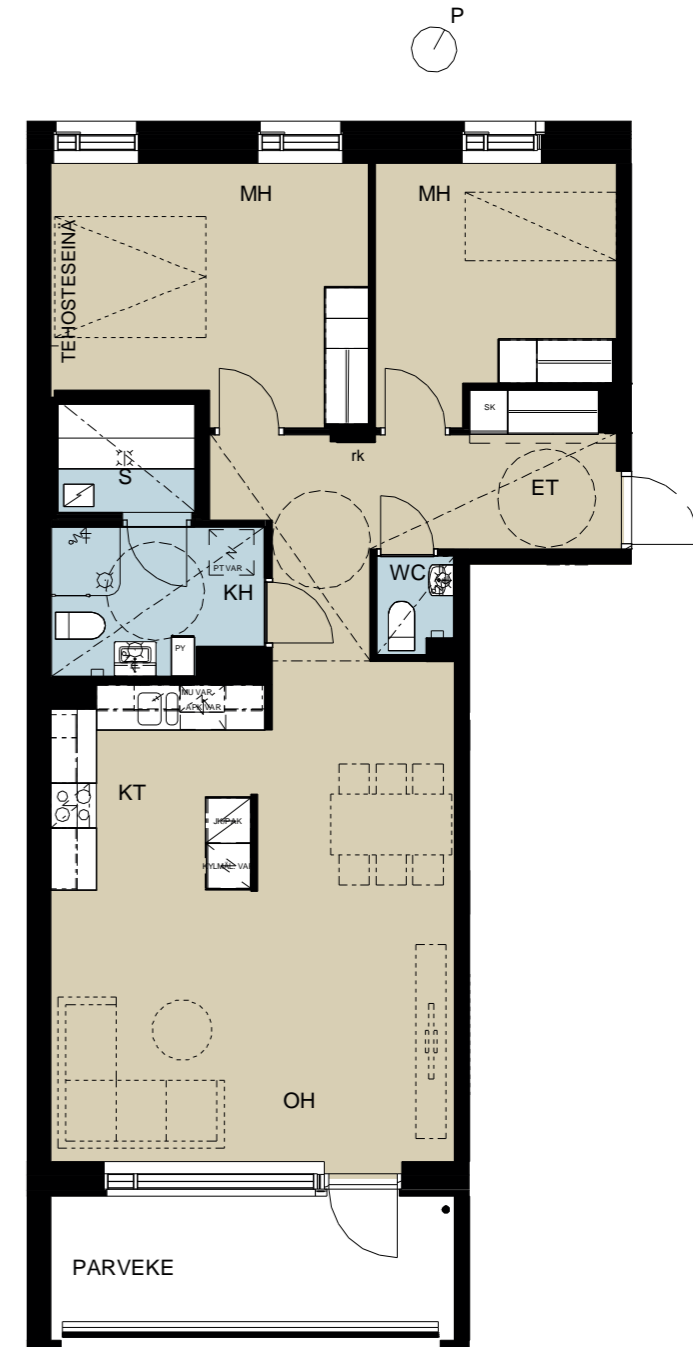 P
MH
MH
TEHOSTESEINÄ
SK
rk
S
ET
PT VAR
WC
KH
PY
MU VAR
APK VAR
KT
JK/PAK
KYLMÄL. VAR
OH
PARVEKE